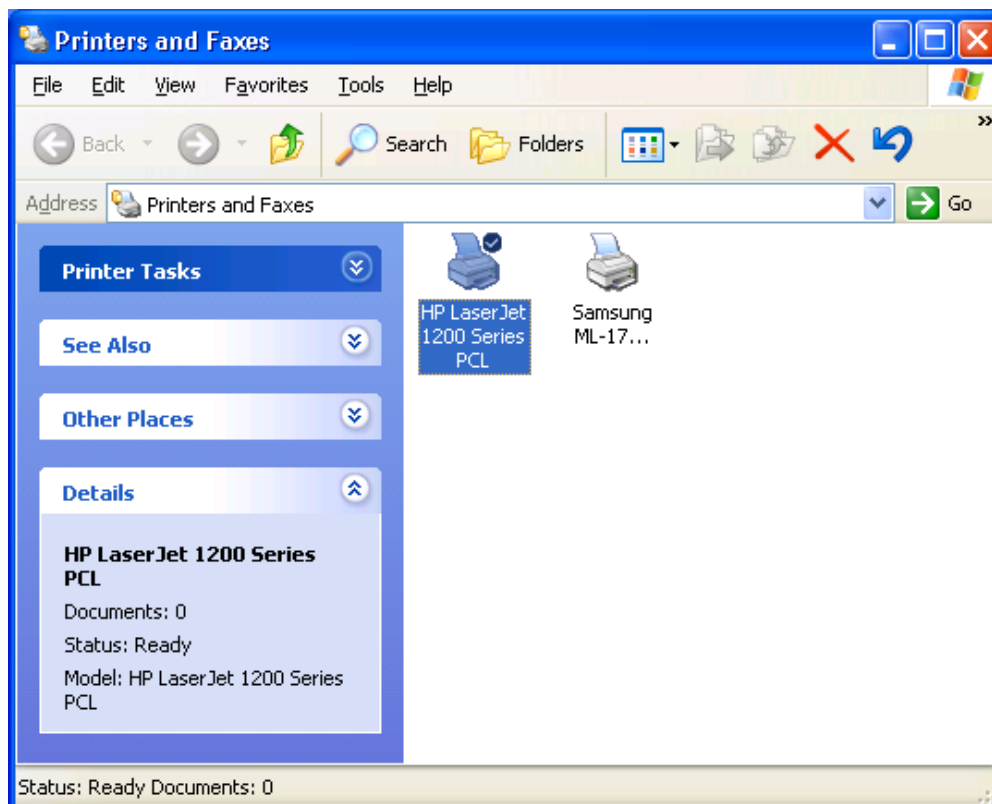 Printers and Faxes
File Edit View Favorites Tools Help
Back Search Folders »
Address Printers and Faxes Go
Printer Tasks
See Also
Other Places
Details
HP LaserJet 1200 Series
PCL
Documents: 0
Status: Ready
Model: HP LaserJet 1200 Series
PCL
HP LaserJet
1200 Series
PCL
Samsung
ML-17...
Status: Ready Documents: 0